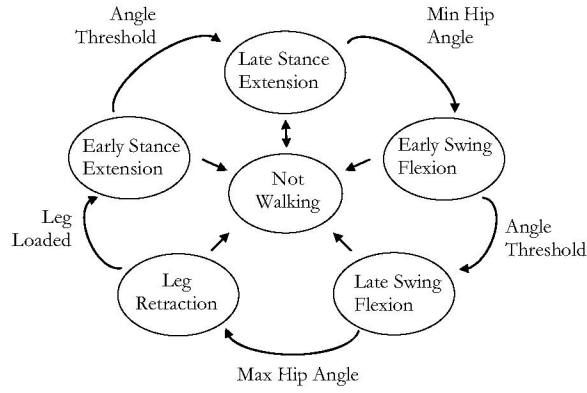 Angle
Threshold
Min Hip
Angle
Late Stance
Extension
Early Stance
Extension
Early Swing
Flexion
Not
Walking
Leg
Loaded
Angle
Threshold
Leg
Retraction
Late Swing
Flexion
Max Hip Angle